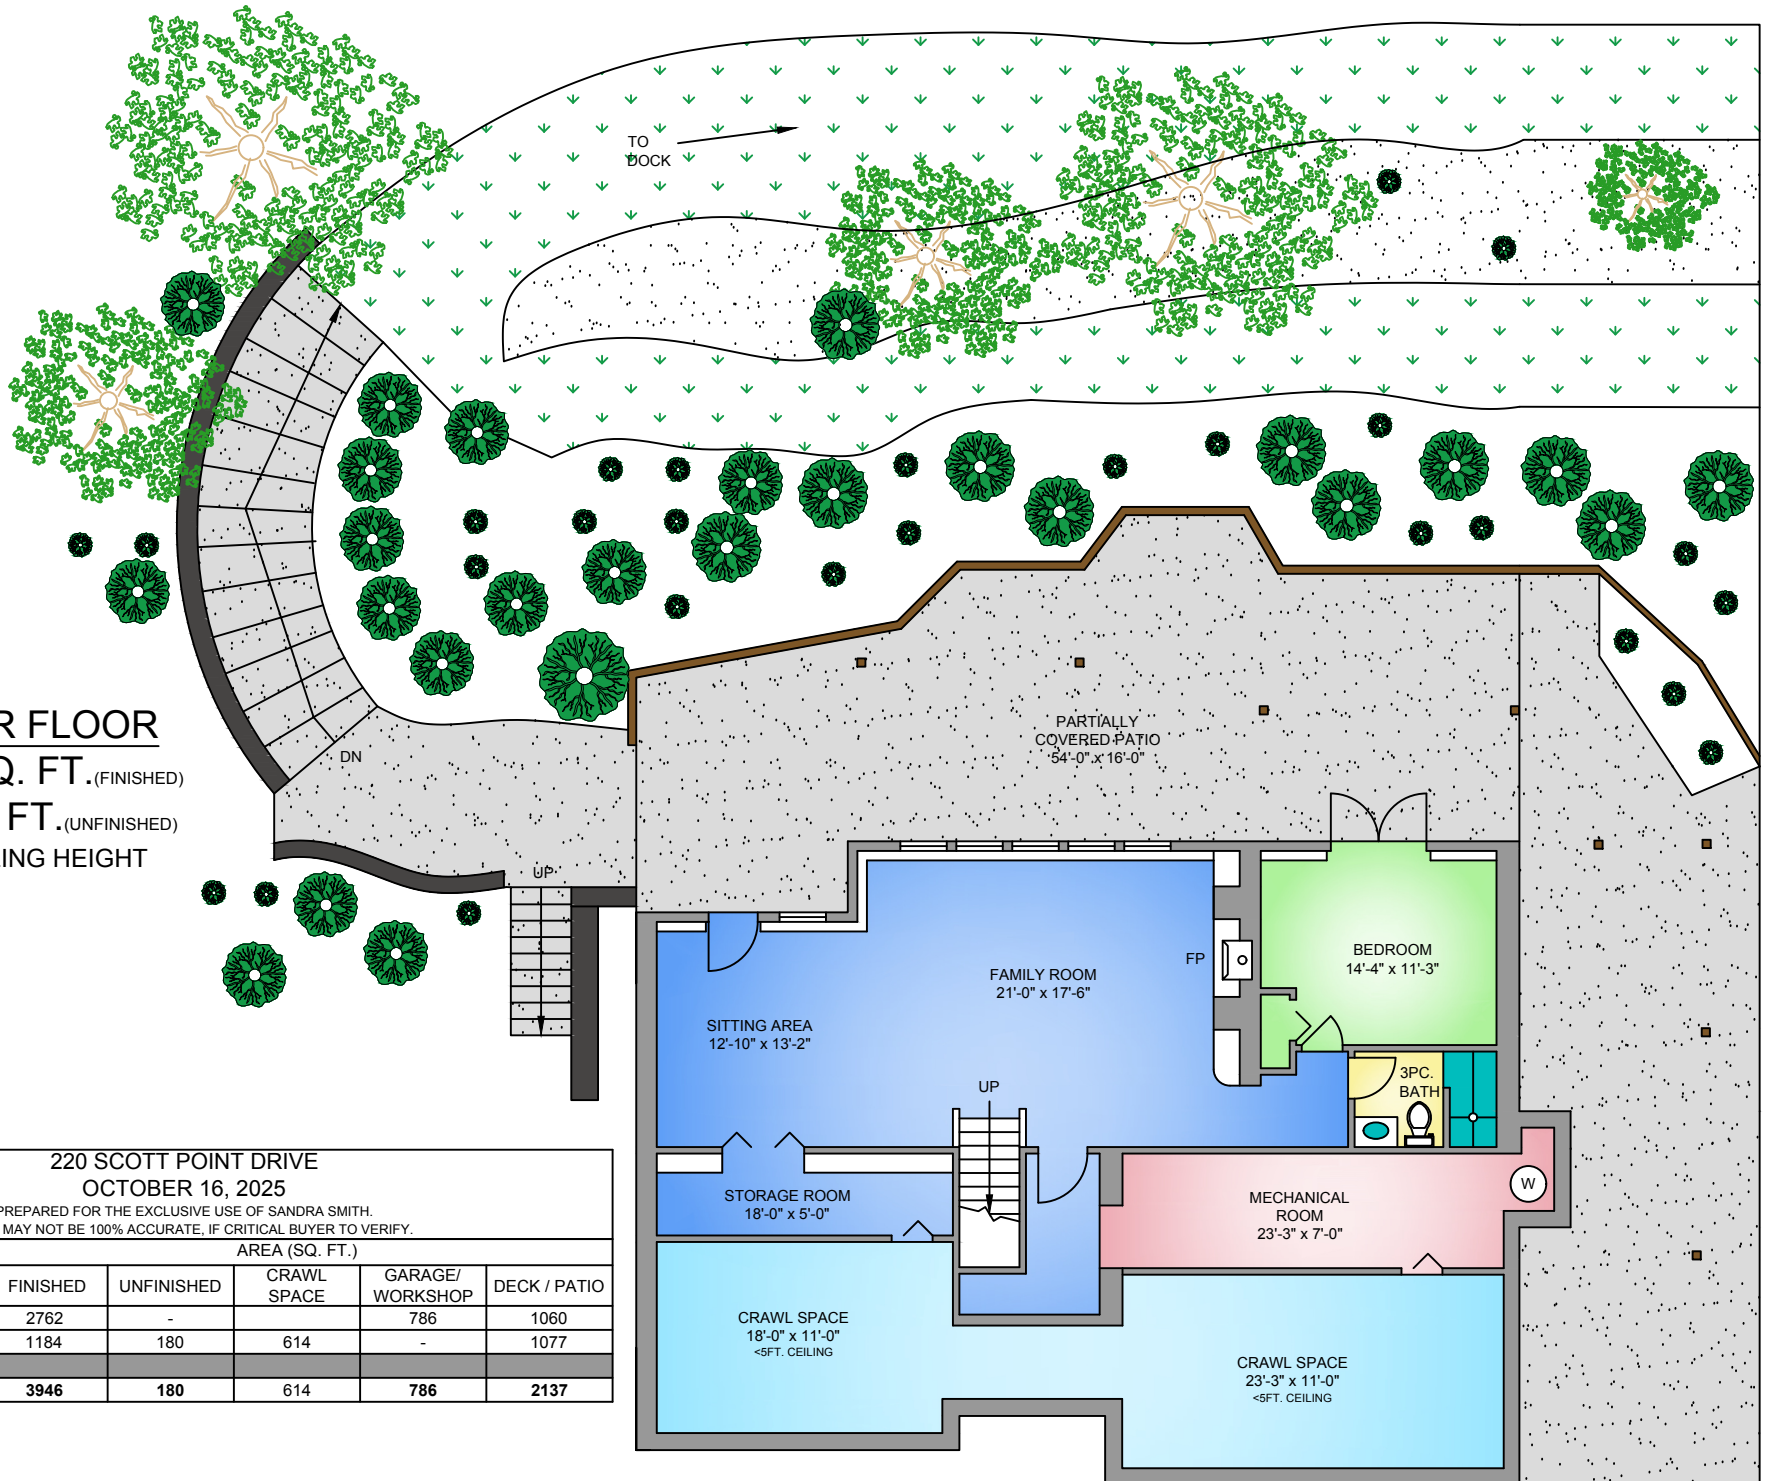 TO
DOCK
PARTIALLY
COVERED PATIO
54'-0" x 16'-0"
DN
R FLOOR
Q. FT.(FINISHED)
FT.(UNFINISHED)
LING HEIGHT
UP
FAMILY ROOM
21'-0" x 17'-6"
FP
BEDROOM
14'-4" x 11'-3"
SITTING AREA
12'-10" x 13'-2"
UP
3PC.
BATH
STORAGE ROOM
18'-0" x 5'-0"
MECHANICAL
ROOM
23'-3" x 7'-0"
W
CRAWL SPACE
18'-0" x 11'-0"
<5FT. CEILING
CRAWL SPACE
23'-3" x 11'-0"
<5FT. CEILING
220 SCOTT POINT DRIVE
OCTOBER 16, 2025
PREPARED FOR THE EXCLUSIVE USE OF SANDRA SMITH.
MAY NOT BE 100% ACCURATE, IF CRITICAL BUYER TO VERIFY.
AREA (SQ. FT.)
FINISHED UNFINISHED CRAWL SPACE GARAGE/ WORKSHOP DECK / PATIO
2762 - 786 1060
1184 180 614 - 1077
3946 180 614 786 2137